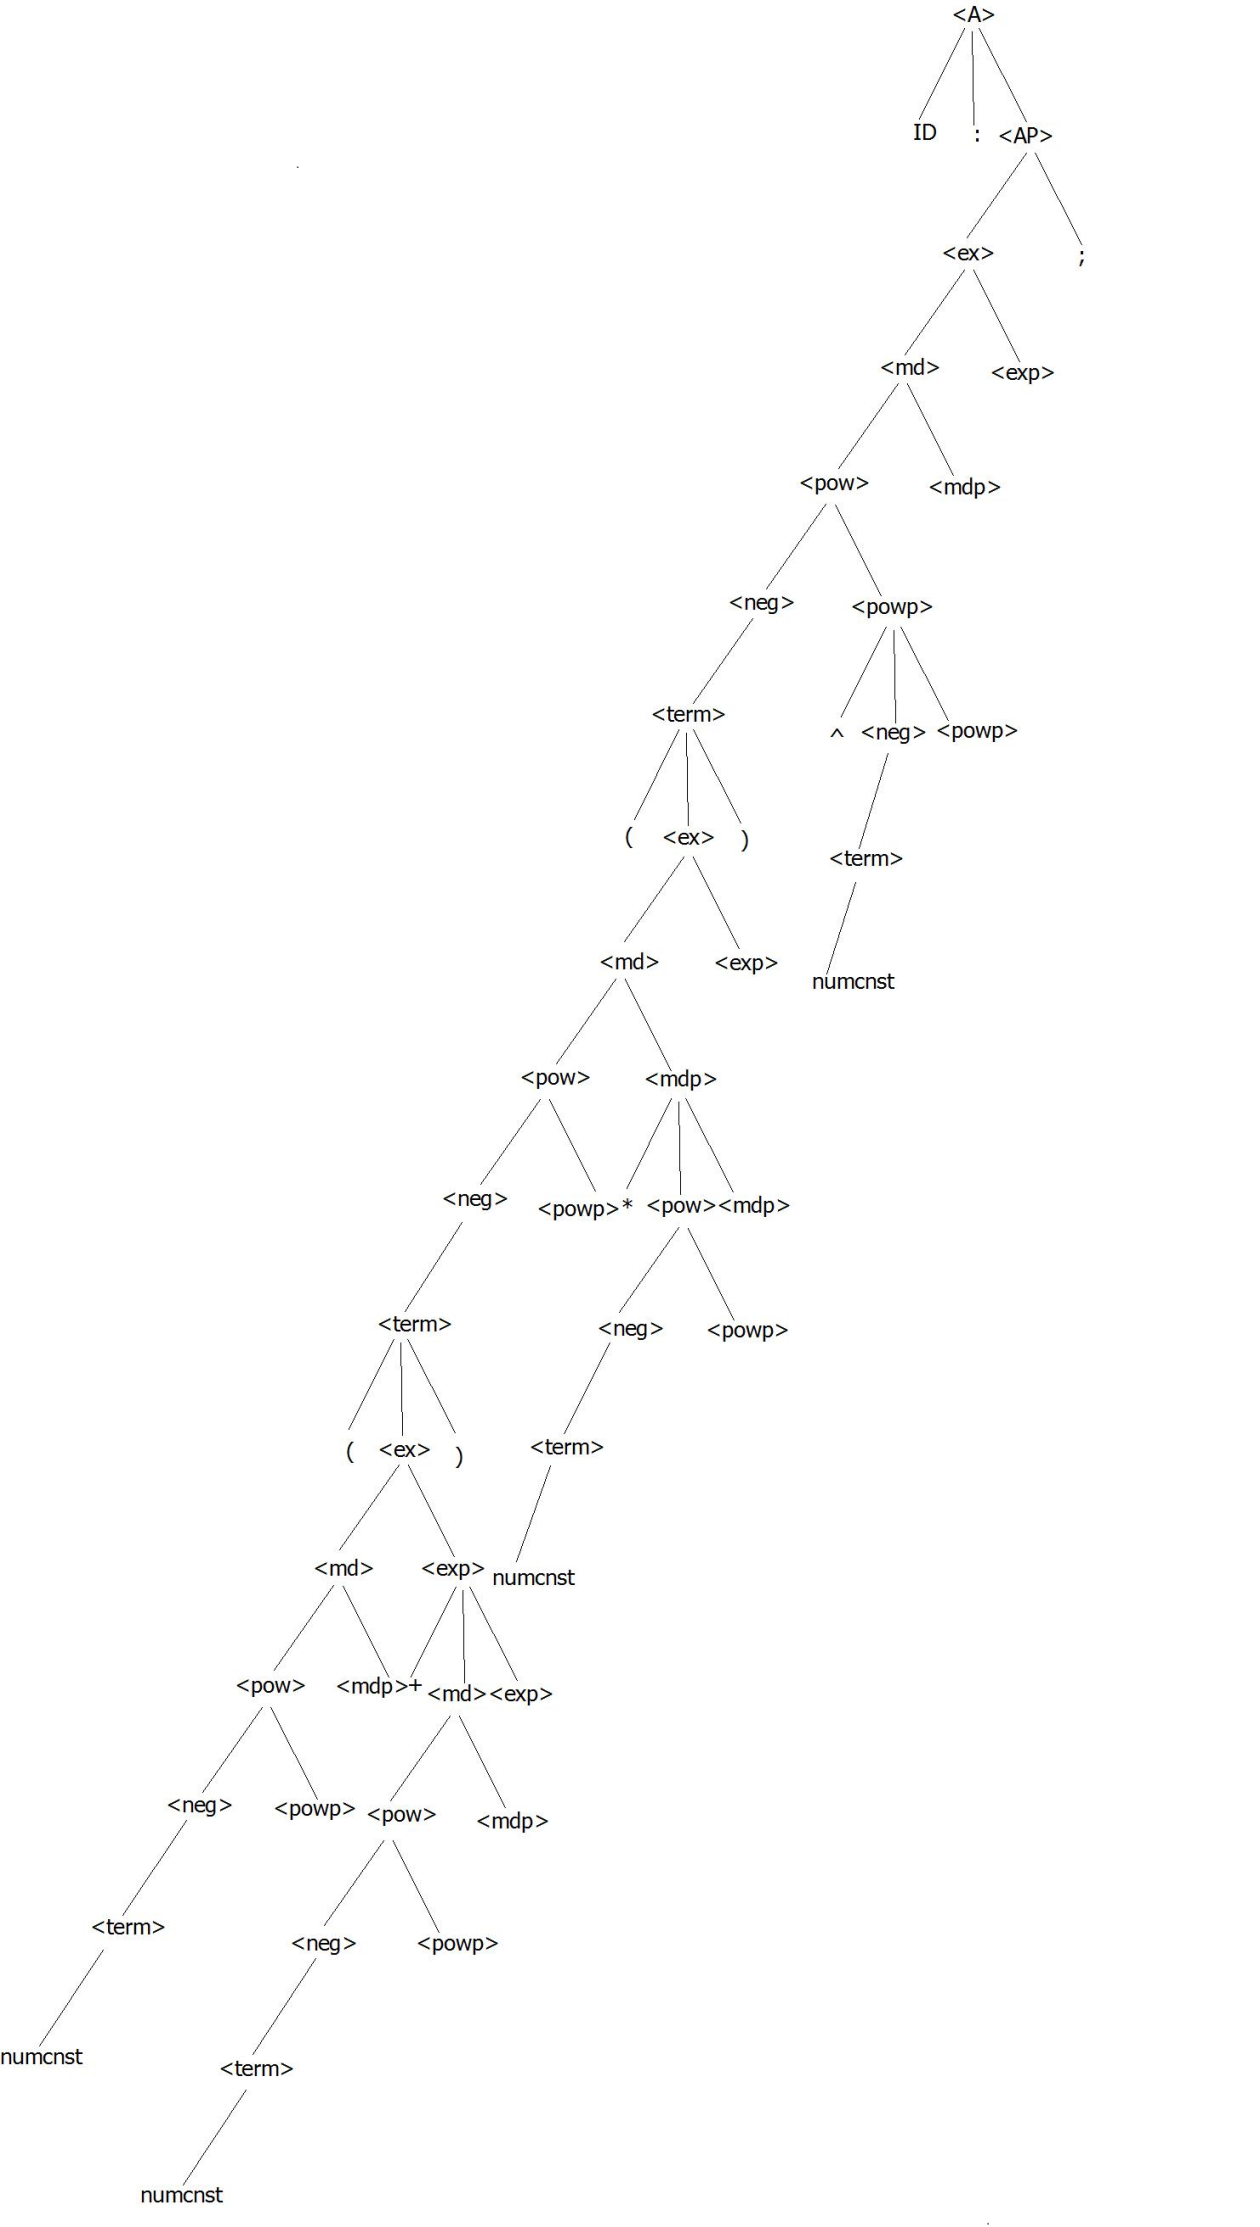 <A>
ID : <AP>
<ex> ;
<md> <exp>
<pow> <mdp>
<neg> <powp>
<term> ^ <neg> <powp>
( <ex> ) <term>
<md> <exp> numcnst
<pow> <mdp>
<neg> <powp> * <pow> <mdp>
<term> <neg> <powp>
( <ex> ) <term>
<md> <exp> numcnst
<pow> <mdp> + <md> <exp>
<neg> <powp> <pow> <mdp>
<term> <neg> <powp>
numcnst <term>
numcnst